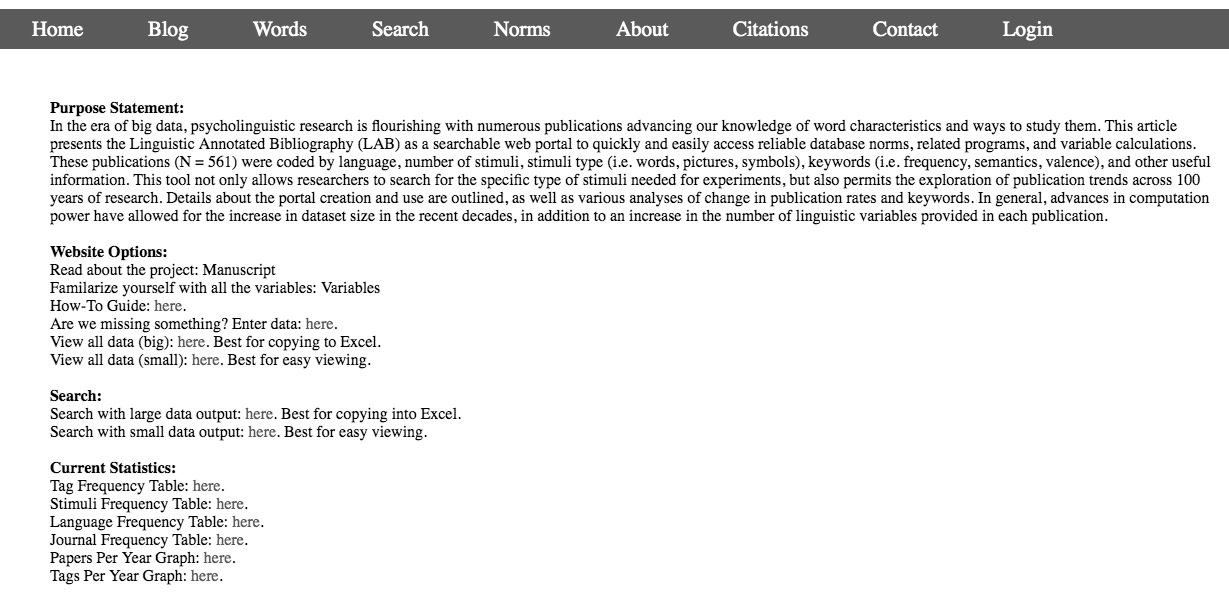 Home Blog Words Search Norms About Citations Contact Login
Purpose Statement:
In the era of big data, psycholinguistic research is flourishing with numerous publications advancing our knowledge of word characteristics and ways to study them. This article
presents the Linguistic Annotated Bibliography (LAB) as a searchable web portal to quickly and easily access reliable database norms, related programs, and variable calculations.
These publications (N = 561) were coded by language, number of stimuli, stimuli type (i.e. words, pictures, symbols), keywords (i.e. frequency, semantics, valence), and other useful
information. This tool not only allows researchers to search for the specific type of stimuli needed for experiments, but also permits the exploration of publication trends across 100
years of research. Details about the portal creation and use are outlined, as well as various analyses of change in publication rates and keywords. In general, advances in computation
power have allowed for the increase in dataset size in the recent decades, in addition to an increase in the number of linguistic variables provided in each publication.
Website Options:
Read about the project: Manuscript
Familarize yourself with all the variables: Variables
How-To Guide: here.
Are we missing something? Enter data: here.
View all data (big): here. Best for copying to Excel.
View all data (small): here. Best for easy viewing.
Search:
Search with large data output: here. Best for copying into Excel.
Search with small data output: here. Best for easy viewing.
Current Statistics:
Tag Frequency Table: here.
Stimuli Frequency Table: here.
Language Frequency Table: here.
Journal Frequency Table: here.
Papers Per Year Graph: here.
Tags Per Year Graph: here.